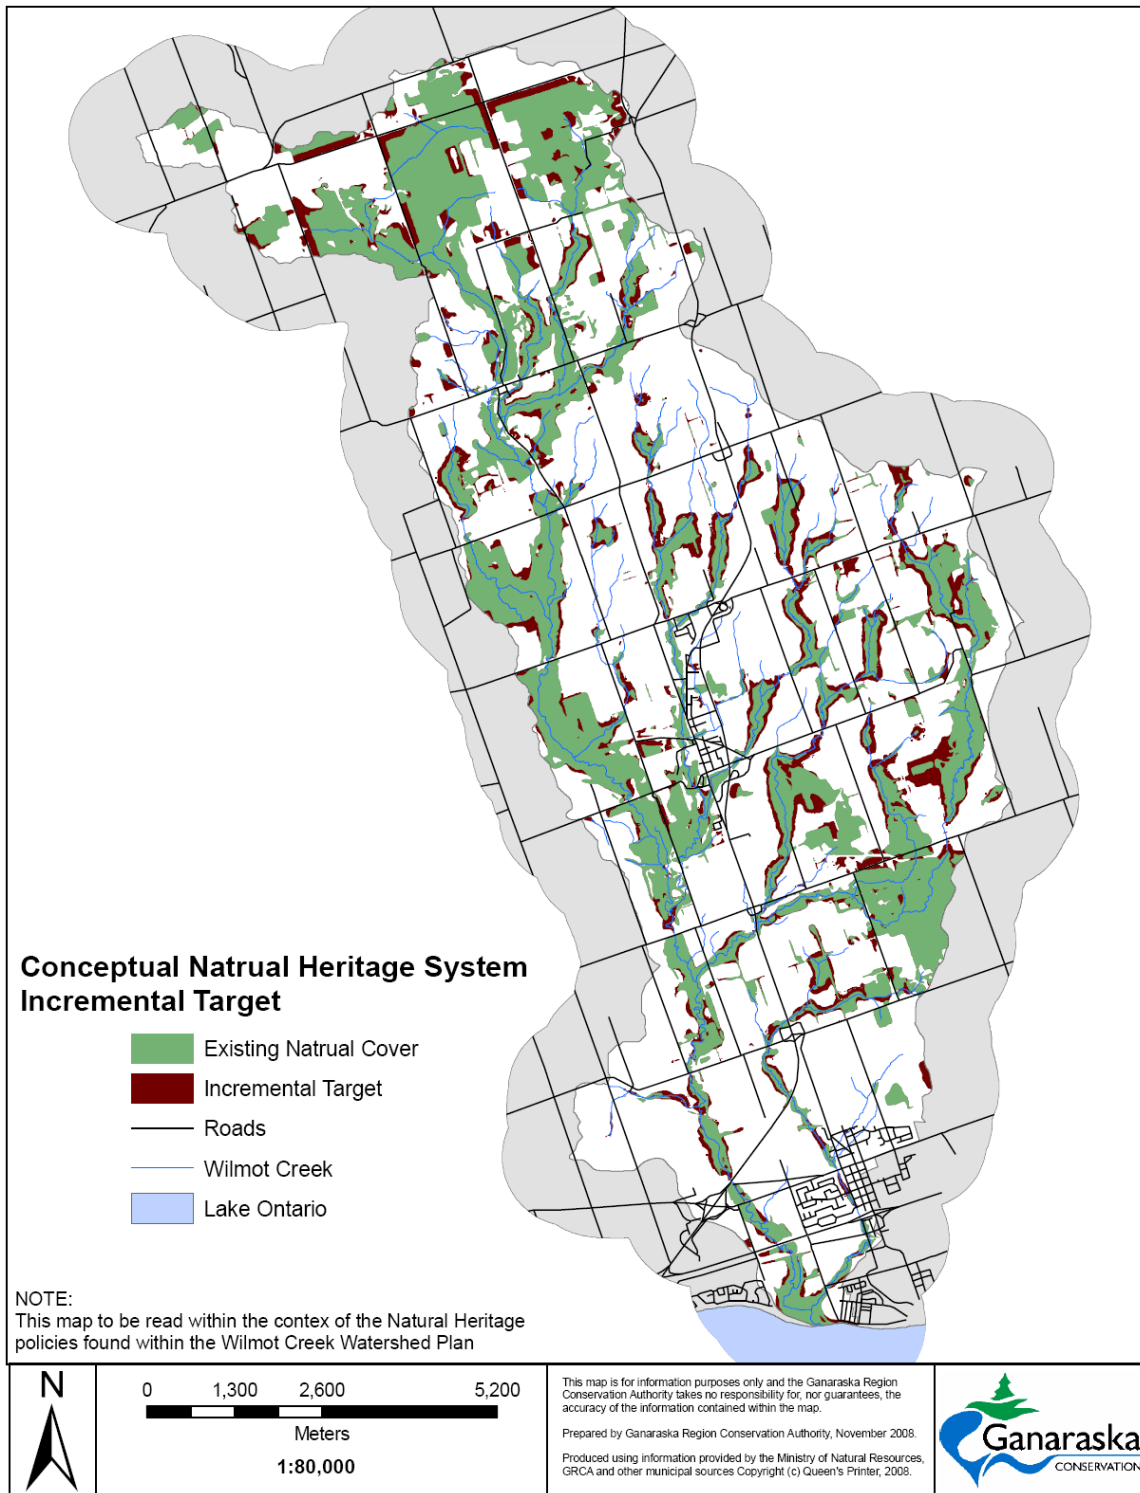 Conceptual Natrual Heritage System
Incremental Target
Existing Natrual Cover
Incremental Target
Roads
Wilmot Creek
Lake Ontario
NOTE:
This map to be read within the contex of the Natural Heritage
policies found within the Wilmot Creek Watershed Plan
N
0 1,300 2,600 5,200
Meters
1:80,000
This map is for information purposes only and the Ganaraska Region
Conservation Authority takes no responsibility for, nor guarantees, the
accuracy of the information contained within the map.
Prepared by Ganaraska Region Conservation Authority, November 2008.
Produced using information provided by the Ministry of Natural Resources,
GRCA and other municipal sources Copyright (c) Queen's Printer, 2008.
Ganaraska
CONSERVATION